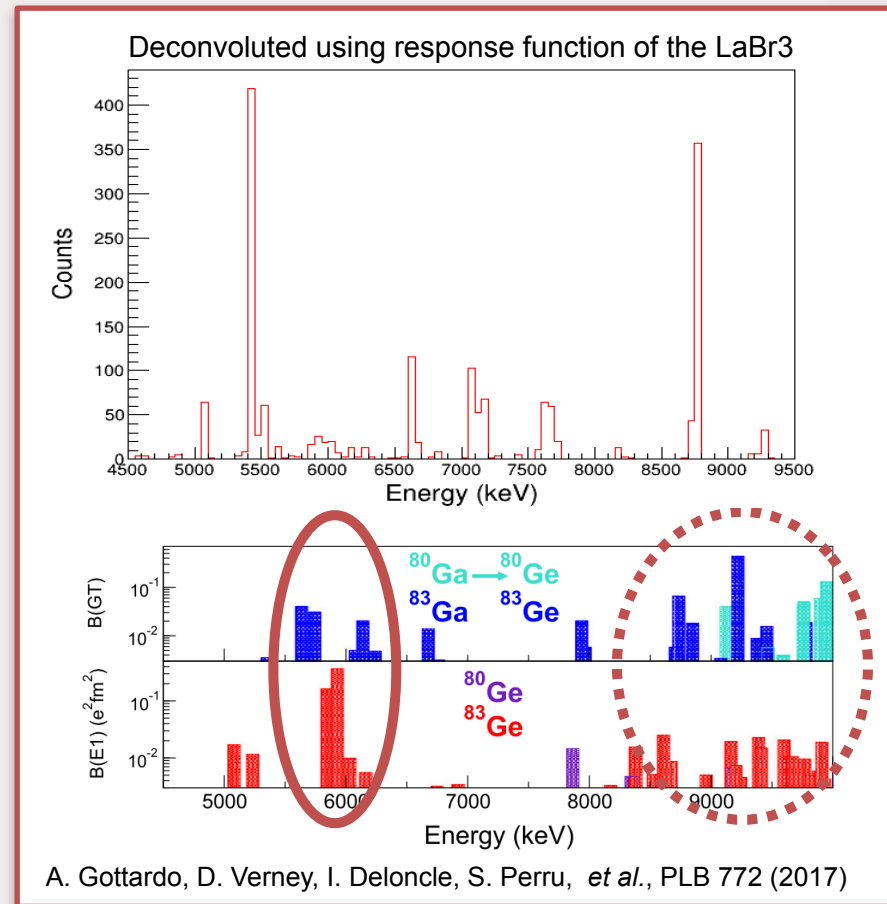 Deconvoluted using response function of the LaBr3
Counts
400
350
300
250
200
150
100
50
0
4500 5000 5500 6000 6500 7000 7500 8000 8500 9000 9500
Energy (keV)
B(GT)
10⁻¹
10⁻²
⁸⁰Ga → ⁸⁰Ge
⁸³Ga ⁸³Ge
B(E1) (e²fm²)
10⁻¹
10⁻²
⁸⁰Ge
⁸³Ge
5000 6000 7000 8000 9000
Energy (keV)
A. Gottardo, D. Verney, I. Deloncle, S. Perru, et al., PLB 772 (2017)